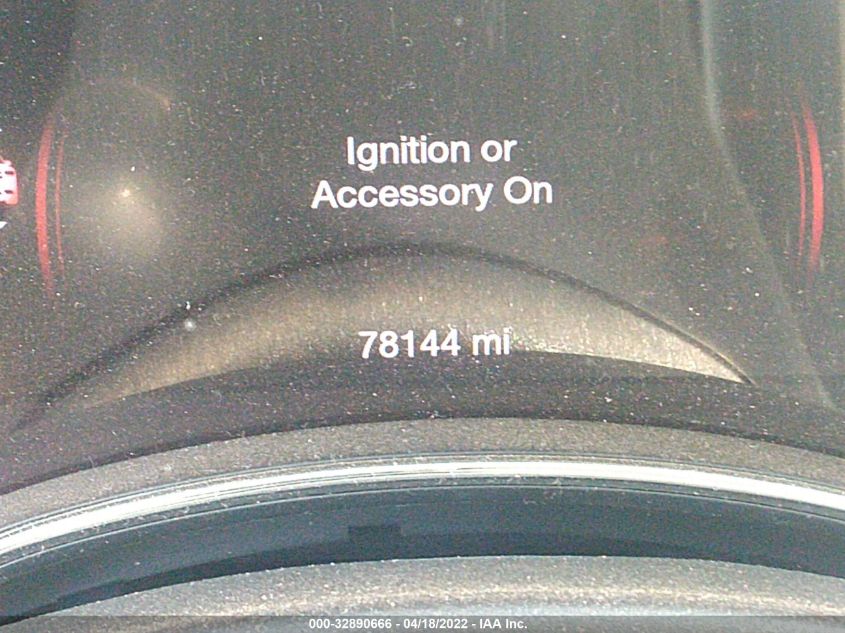 Ignition or
Accessory On
78144 mi
000-32890666 - 04/18/2022 - IAA Inc.